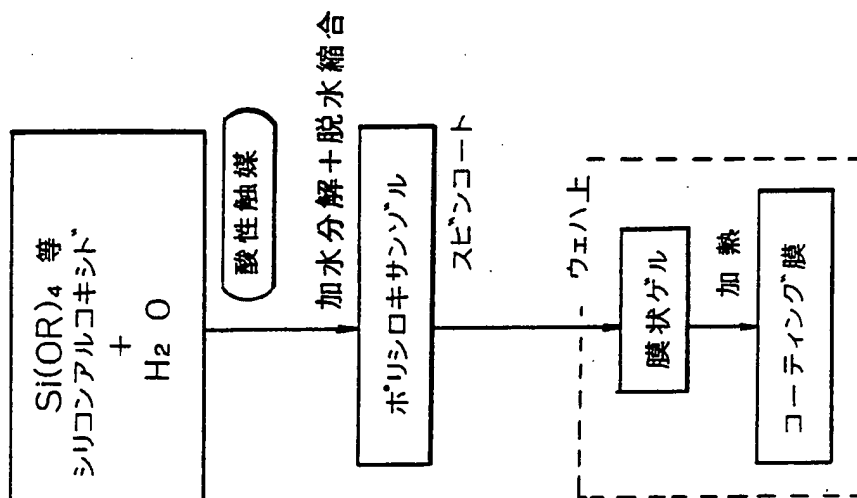 Si(OR)₄ 等
シリコンアルコキシド
+
H₂O
酸性触媒
加水分解+脱水縮合
ポリシロキサンゾル
スピンコート
ウェハ上
膜状ゲル
加熱
コーティング膜